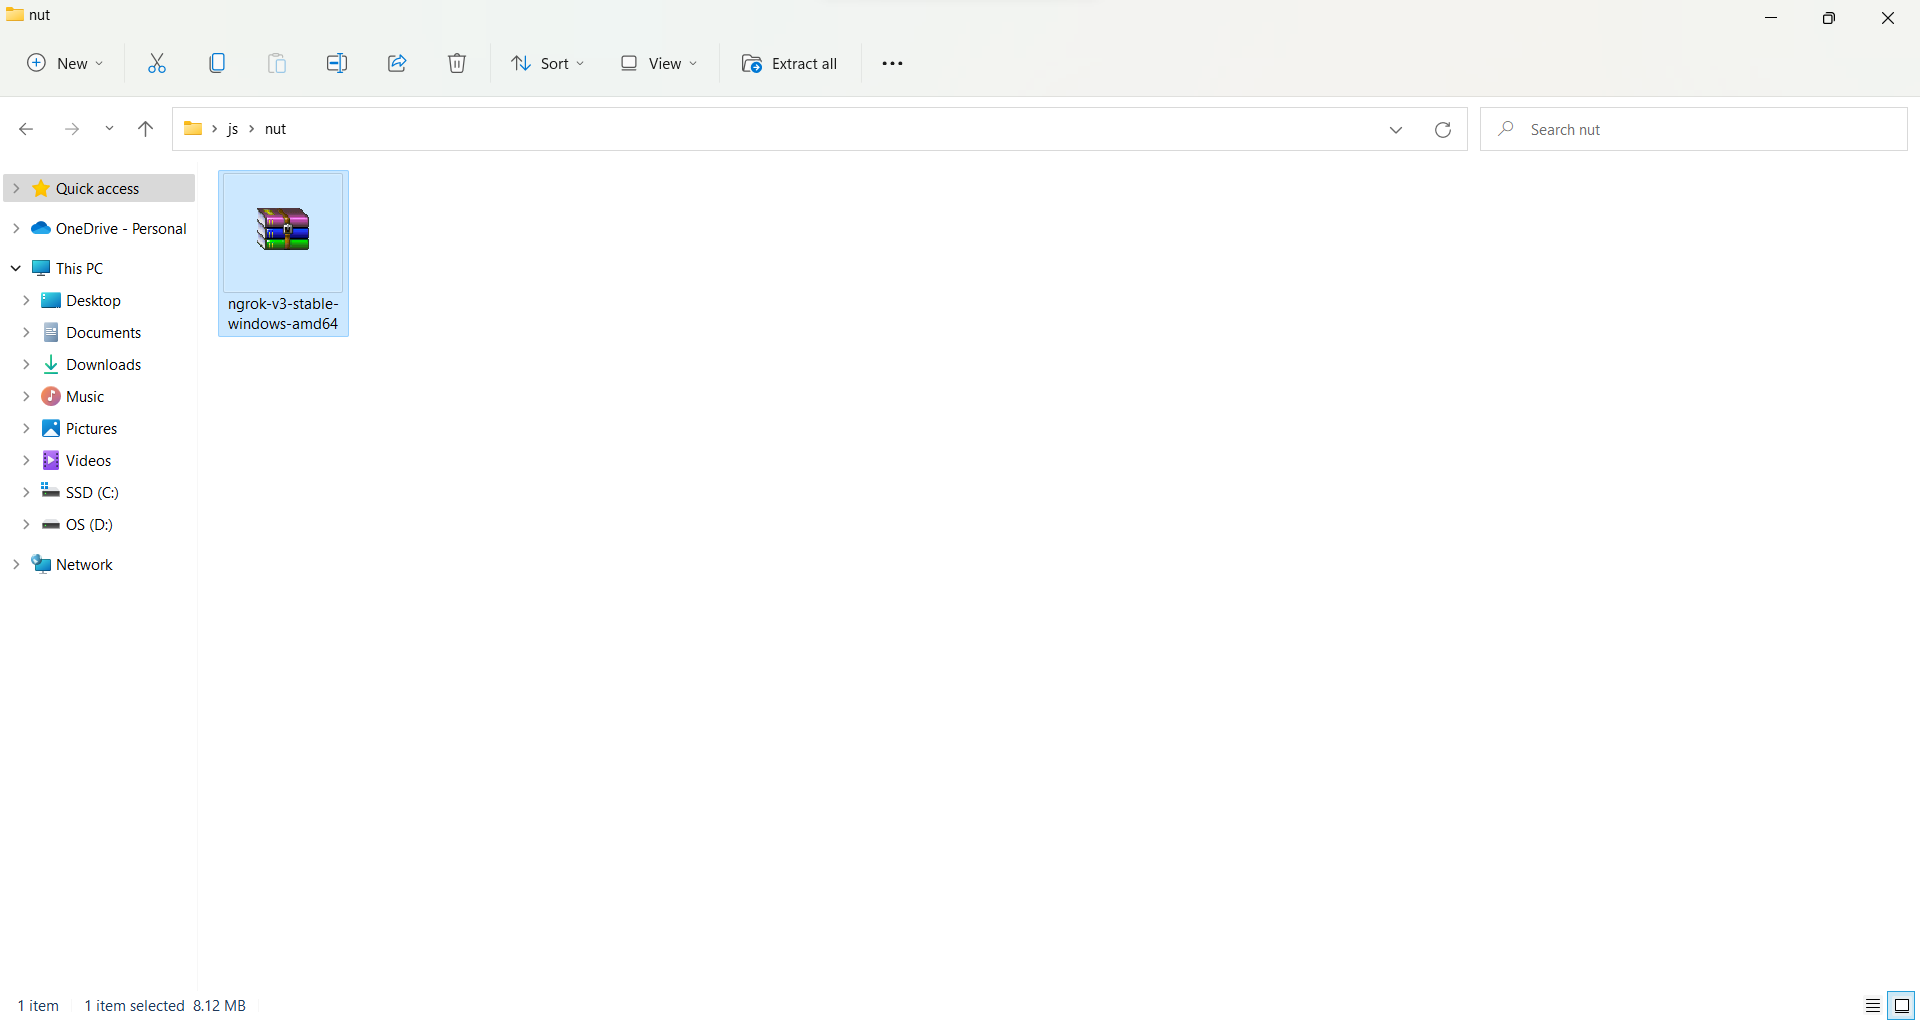 nut
New
Sort
View
Extract all
js
nut
Search nut
Quick access
OneDrive - Personal
This PC
Desktop
Documents
Downloads
Music
Pictures
Videos
SSD (C:)
OS (D:)
Network
ngrok-v3-stable-
windows-amd64
1 item 1 item selected 8.12 MB